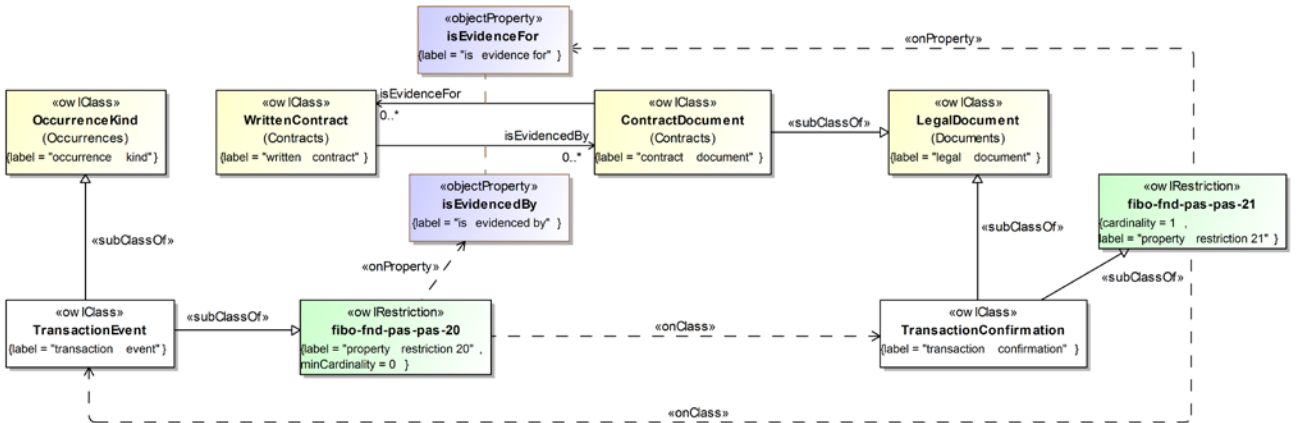 «objectProperty»
isEvidenceFor
{label = "is evidence for" }
«onProperty»
«owlClass»
OccurrenceKind
(Occurrences)
{label = "occurrence kind"}
«owlClass»
WrittenContract
(Contracts)
{label = "written contract" }
isEvidenceFor
0..*
isEvidencedBy
0..*
«owlClass»
ContractDocument
(Contracts)
{label = "contract document"}
«subClassOf»
«owlClass»
LegalDocument
(Documents)
{label = "legal document"}
«objectProperty»
isEvidencedBy
{label = "is evidenced by" }
«owlRestriction»
fibo-fnd-pas-pas-21
{cardinality = 1 ,
label = "property restriction 21" }
«subClassOf»
«onProperty»
«subClassOf»
«subClassOf»
«owlClass»
TransactionEvent
{label = "transaction event"}
«subClassOf»
«owlRestriction»
fibo-fnd-pas-pas-20
{label = "property restriction 20" ,
minCardinality = 0 }
«onClass»
«owlClass»
TransactionConfirmation
{label = "transaction confirmation" }
«onClass»